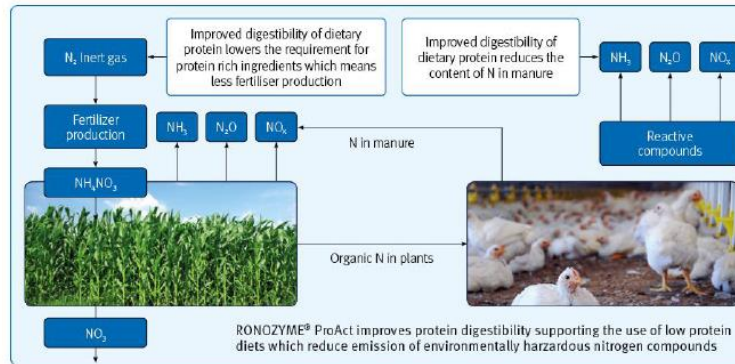 Improved digestibility of dietary
protein lowers the requirement for
protein rich ingredients which means
less fertiliser production
Improved digestibility of
dietary protein reduces the
content of N in manure
N₂ Inert gas
NH₃
N₂O
NOₓ
Fertilizer
production
NH₃
N₂O
NOₓ
N in manure
Reactive
compounds
NH₄NO₃
Organic N in plants
NO₃
RONOZYME® ProAct improves protein digestibility supporting the use of low protein
diets which reduce emission of environmentally harzardous nitrogen compounds